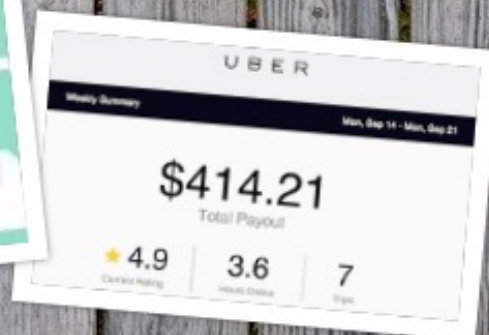 UBER
Weekly Summary
Mon, Sep 14 - Mon, Sep 21
$414.21
Total Payout
4.9
3.6
7
Current Rating
Hours Online
Trips